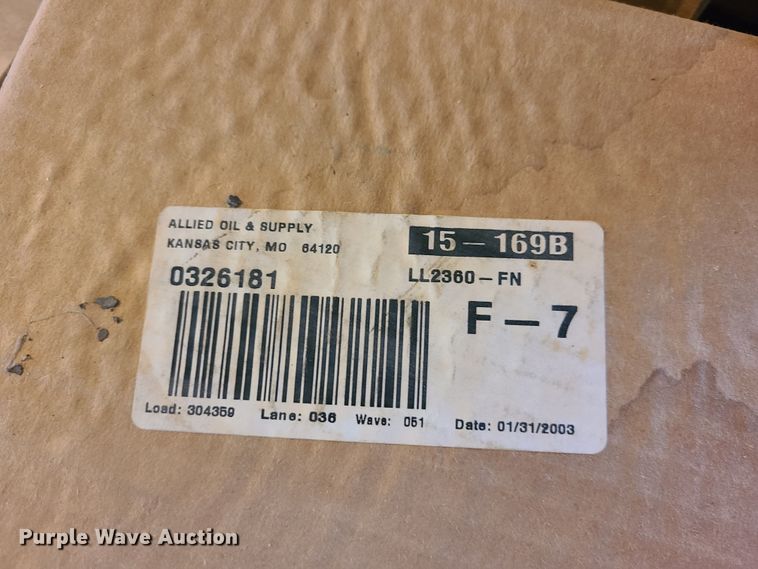 ALLIED OIL & SUPPLY
KANSAS CITY, MO 64120
15-169B
0326181
LL2360-FN
F-7
Load: 304359 Lane: 036 Wave: 051 Date: 01/31/2003
Purple Wave Auction